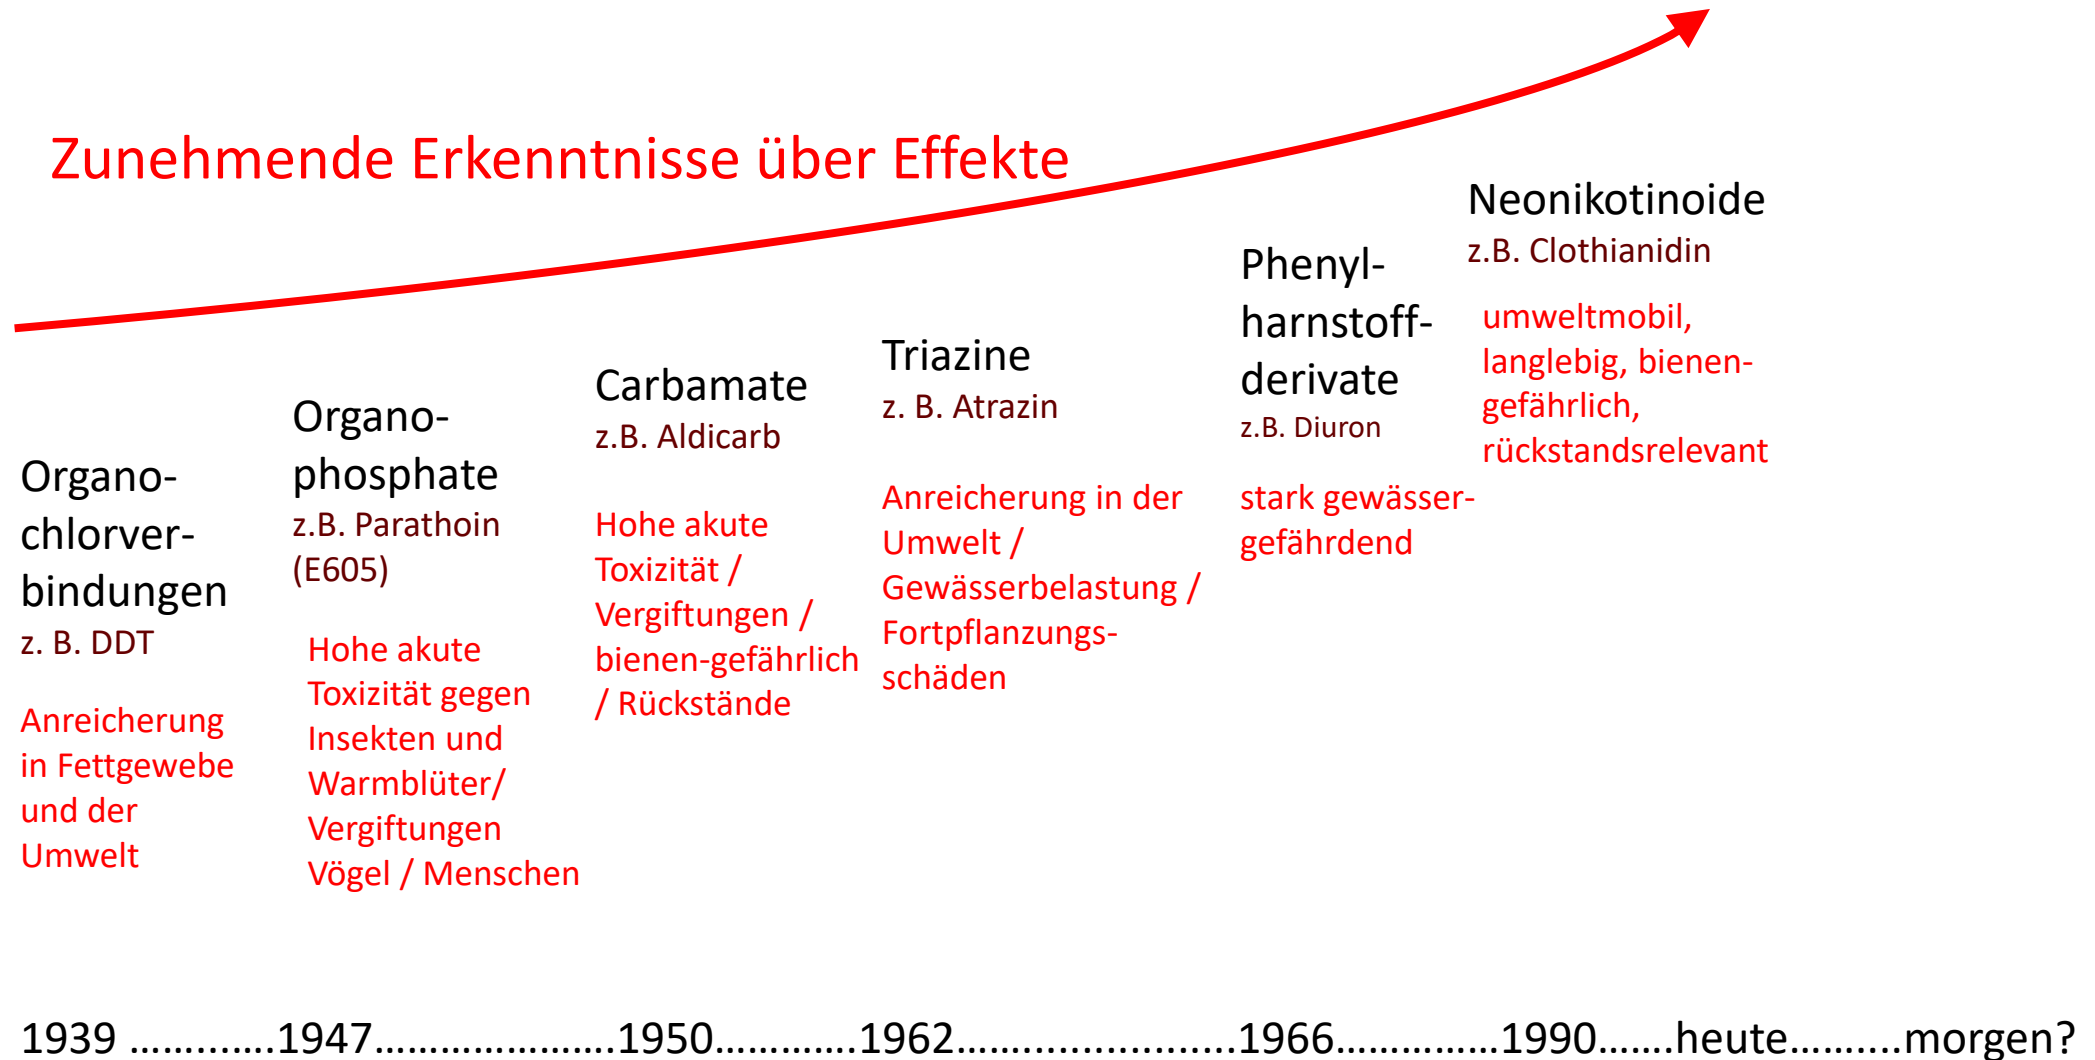 Zunehmende Erkenntnisse über Effekte
Organo-
chlorver-
bindungen
z. B. DDT
Anreicherung
in Fettgewebe
und der
Umwelt
Organo-
phosphate
z.B. Parathoin
(E605)
Hohe akute
Toxizität gegen
Insekten und
Warmblüter/
Vergiftungen
Vögel / Menschen
Carbamate
z.B. Aldicarb
Hohe akute
Toxizität /
Vergiftungen /
bienen-gefährlich
/ Rückstände
Triazine
z. B. Atrazin
Anreicherung in der
Umwelt /
Gewässerbelastung /
Fortpflanzungs-
schäden
Phenyl-
harnstoff-
derivate
z.B. Diuron
stark gewässer-
gefährdend
Neonikotinoide
z.B. Clothianidin
umweltmobil,
langlebig, bienen-
gefährlich,
rückstandsrelevant
1939 …........1947………………….1950………….1962……..................1966……………1990…….heute…......morgen?